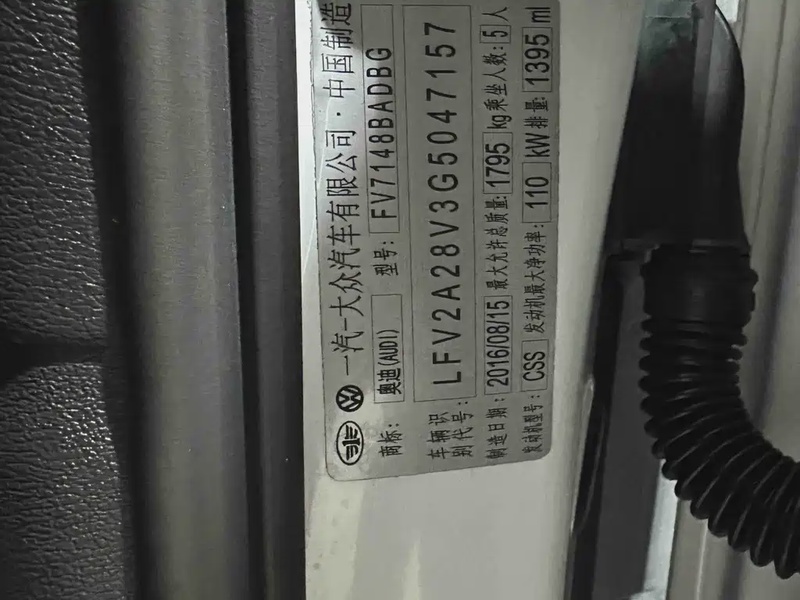 一汽-大众汽车有限公司·中国制造
商标: 奥迪(AUDI) 型号: FV7148BADBG
车辆识别代号: LFV2A28V3G5047157
制造日期: 2016/08/15 最大允许总质量: 1795 kg 乘坐人数: 5 人
发动机型号: CSS 发动机最大净功率: 110 kW 排量: 1395 ml